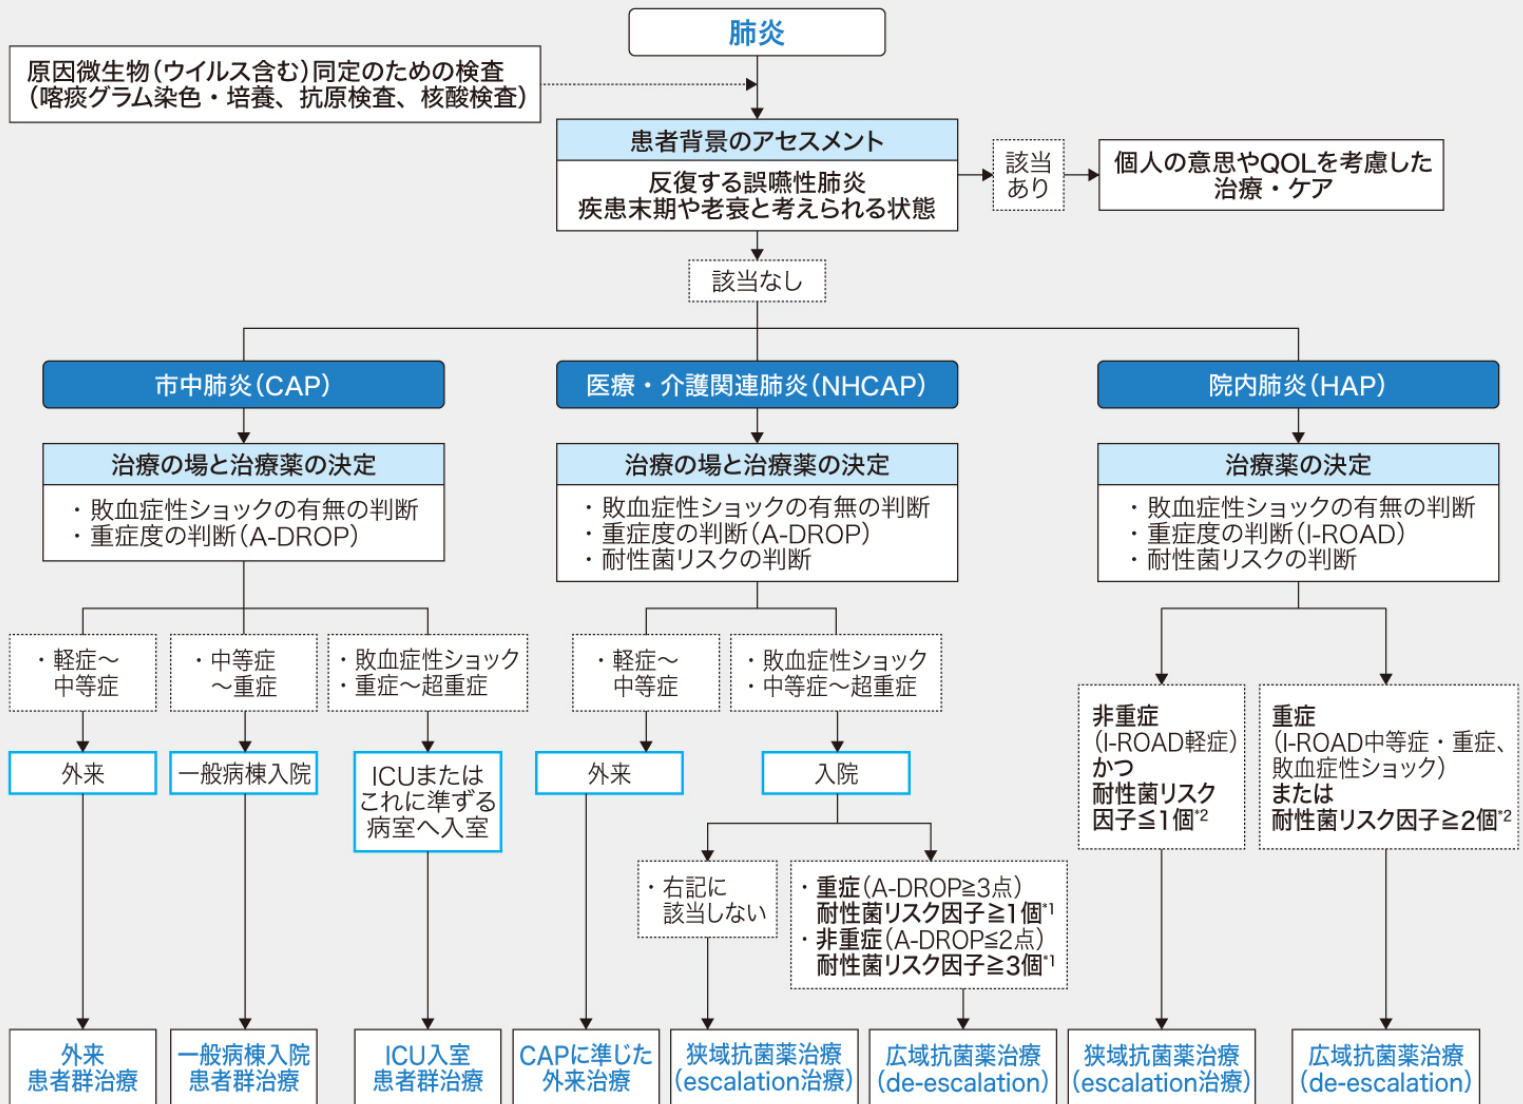 肺炎
原因微生物（ウイルス含む）同定のための検査
（喀痰グラム染色・培養、抗原検査、核酸検査）
患者背景のアセスメント
反復する誤嚥性肺炎
疾患末期や老衰と考えられる状態
該当
あり
個人の意思やQOLを考慮した
治療・ケア
該当なし
市中肺炎（CAP）
治療の場と治療薬の決定
・敗血症性ショックの有無の判断
・重症度の判断（A-DROP）
・軽症～
中等症
・中等症
～重症
・敗血症性ショック
・重症～超重症
外来
一般病棟入院
ICUまたは
これに準ずる
病室へ入室
外来
患者群治療
一般病棟入院
患者群治療
ICU入室
患者群治療
医療・介護関連肺炎（NHCAP）
治療の場と治療薬の決定
・敗血症性ショックの有無の判断
・重症度の判断（A-DROP）
・耐性菌リスクの判断
・軽症～
中等症
・敗血症性ショック
・中等症～超重症
外来
入院
・右記に
該当しない
・重症（A-DROP≧3点）
耐性菌リスク因子≧1個*1
・非重症（A-DROP≦2点）
耐性菌リスク因子≧3個*1
CAPに準じた
外来治療
狭域抗菌薬治療
（escalation治療）
広域抗菌薬治療
（de-escalation）
院内肺炎（HAP）
治療薬の決定
・敗血症性ショックの有無の判断
・重症度の判断（I-ROAD）
・耐性菌リスクの判断
非重症
（I-ROAD軽症）
かつ
耐性菌リスク
因子≦1個*2
重症
（I-ROAD中等症・重症、
敗血症性ショック）
または
耐性菌リスク因子≧2個*2
狭域抗菌薬治療
（escalation治療）
広域抗菌薬治療
（de-escalation）